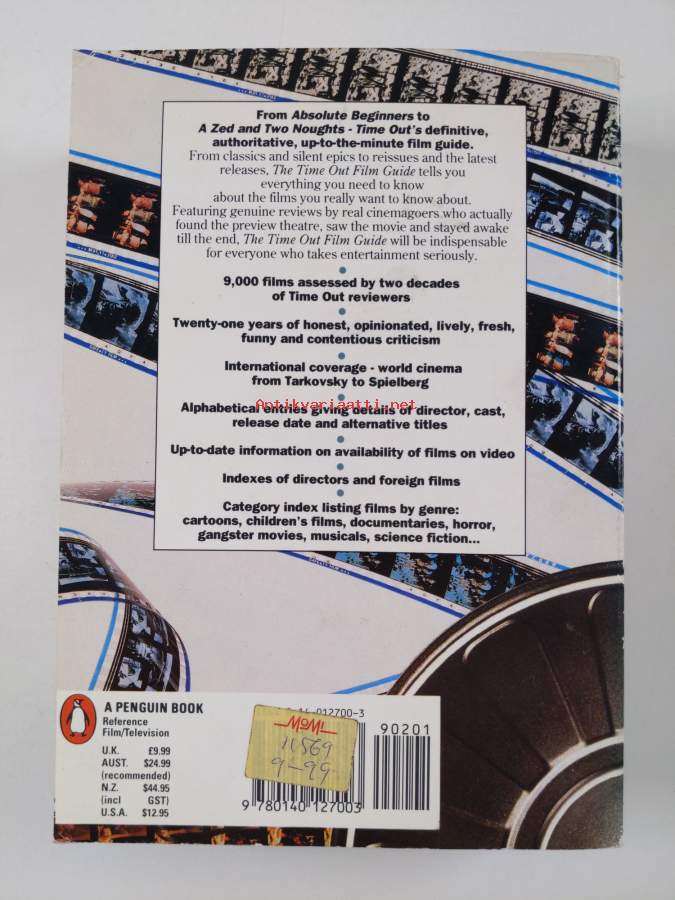 From Absolute Beginners to
A Zed and Two Noughts - Time Out's definitive,
authoritative, up-to-the-minute film guide.
From classics and silent epics to reissues and the latest
releases, The Time Out Film Guide tells you
everything you need to know
about the films you really want to know about.
Featuring genuine reviews by real cinemagoers who actually
found the preview theatre, saw the movie and stayed awake
till the end, The Time Out Film Guide will be indispensable
for everyone who takes entertainment seriously.
9,000 films assessed by two decades
of Time Out reviewers
Twenty-one years of honest, opinionated, lively, fresh,
funny and contentious criticism
International coverage - world cinema
from Tarkovsky to Spielberg
Antikvariaatti.net
Alphabetical entries giving details of director, cast,
release date and alternative titles
Up-to-date information on availability of films on video
Indexes of directors and foreign films
Category index listing films by genre:
cartoons, children's films, documentaries, horror,
gangster movies, musicals, science fiction...
A PENGUIN BOOK
Reference
Film/Television
U.K. £9.99
AUST. $24.99
(recommended)
N.Z. $44.95
(incl GST)
U.S.A. $12.95
012700-3
90201
MOMI
11569
9-99
9 780140 127003